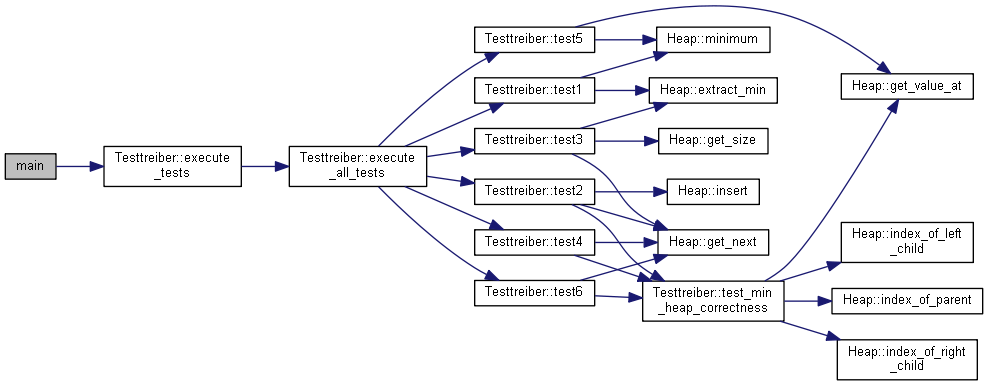 main
Testtreiber::execute
_tests
Testtreiber::execute
_all_tests
Testtreiber::test5
Testtreiber::test1
Testtreiber::test3
Testtreiber::test2
Testtreiber::test4
Testtreiber::test6
Heap::minimum
Heap::extract_min
Heap::get_size
Heap::insert
Heap::get_next
Testtreiber::test_min
_heap_correctness
Heap::get_value_at
Heap::index_of_left
_child
Heap::index_of_parent
Heap::index_of_right
_child